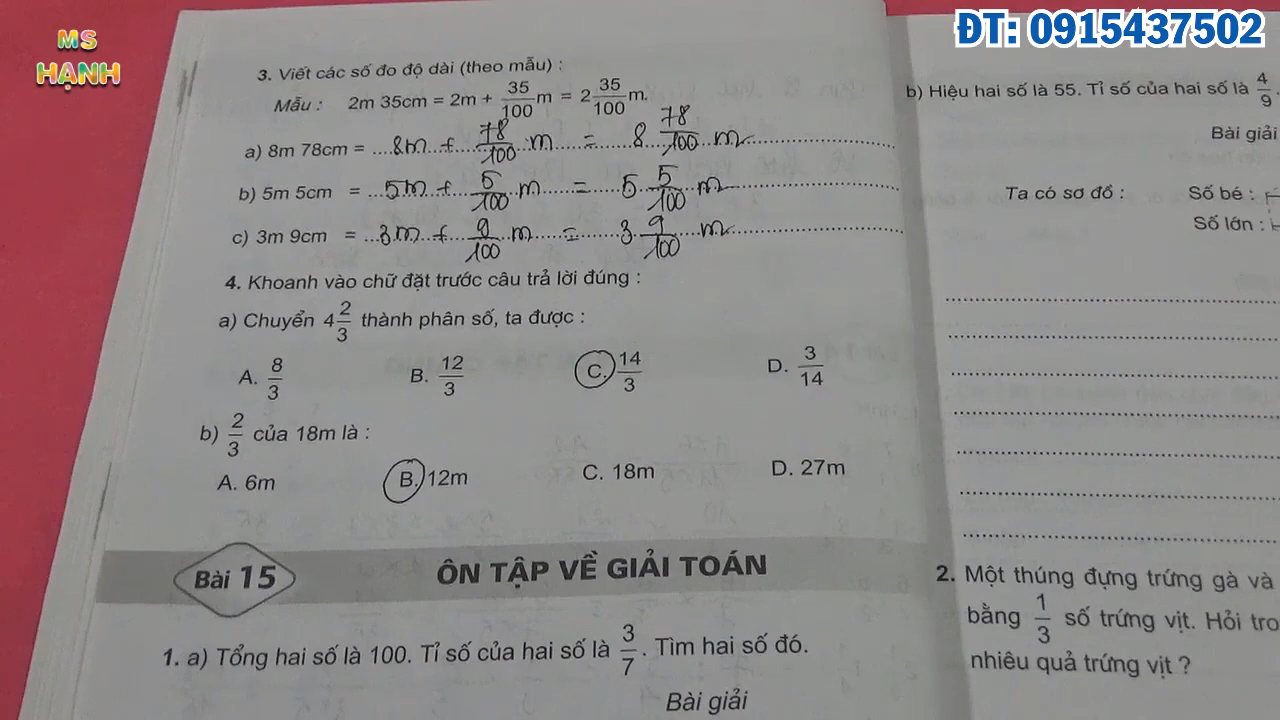 MS
HẠNH
ĐT: 0915437502
3. Viết các số đo độ dài (theo mẫu) :
Mẫu : 2m 35cm = 2m + 35/100 m = 2 35/100 m.
a) 8m 78cm = 8m + 78/100 m = 8 78/100 m
b) 5m 5cm = 5m + 5/100 m = 5 5/100 m
c) 3m 9cm = 3m + 9/100 m = 3 9/100 m
4. Khoanh vào chữ đặt trước câu trả lời đúng :
a) Chuyển 4 2/3 thành phân số, ta được :
A. 8/3 B. 12/3 C. 14/3 D. 3/14
b) 2/3 của 18m là :
A. 6m B. 12m C. 18m D. 27m
Bài 15 ÔN TẬP VỀ GIẢI TOÁN
1. a) Tổng hai số là 100. Tỉ số của hai số là 3/7. Tìm hai số đó.
Bài giải
b) Hiệu hai số là 55. Tỉ số của hai số là 4/9.
Bài giải
Ta có sơ đồ : Số bé :
Số lớn :
2. Một thúng đựng trứng gà và
bằng 1/3 số trứng vịt. Hỏi tro
nhiêu quả trứng vịt ?